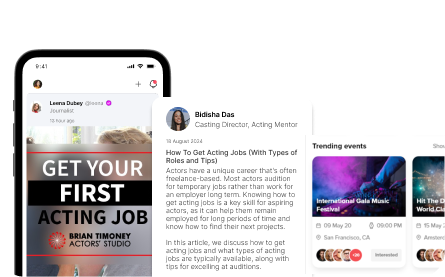 9:41
Leena Dubey @leena
Journalist
15 hour ago
GET YOUR
FIRST
ACTING JOB
BRIAN TIMONEY
ACTORS' STUDIO
Bidisha Das
Casting Director, Acting Mentor
18 August 2024
How To Get Acting Jobs (With Types of
Roles and Tips)
Actors have a unique career that's often
freelance-based. Most actors audition
for temporary jobs rather than work for
an employer long term. Knowing how to
get acting jobs is a key skill for aspiring
actors, as it can help them remain
employed for long periods of time and
know how to find their next projects.
In this article, we discuss how to get
acting jobs and what types of acting
jobs are typically available, along with
tips for excelling at auditions.
Trending events
Show
International Gala Music
Festival
09 May 20
09:00 PM
San Francisco, CA
Interested
Hit The D
World.Cla
15 May
Amster